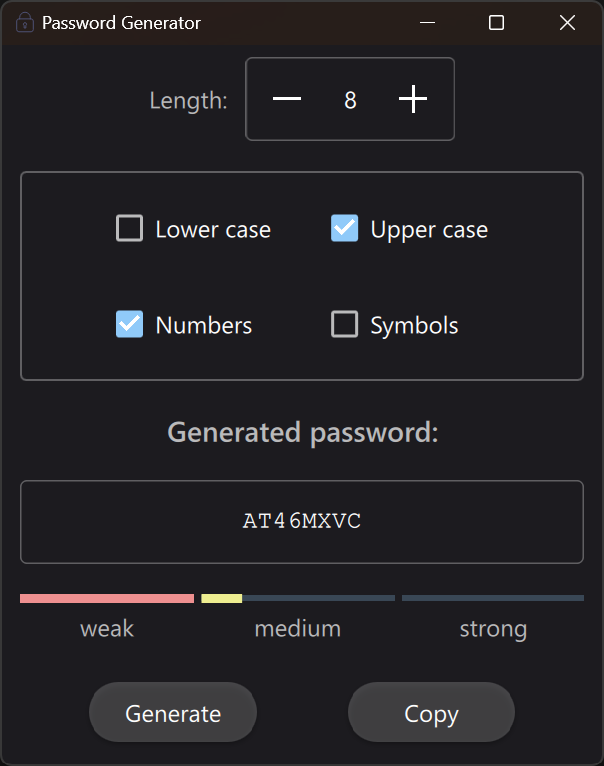 Password Generator
Length: 8
Lower case Upper case
Numbers Symbols
Generated password:
AT46MXVC
weak medium strong
Generate Copy